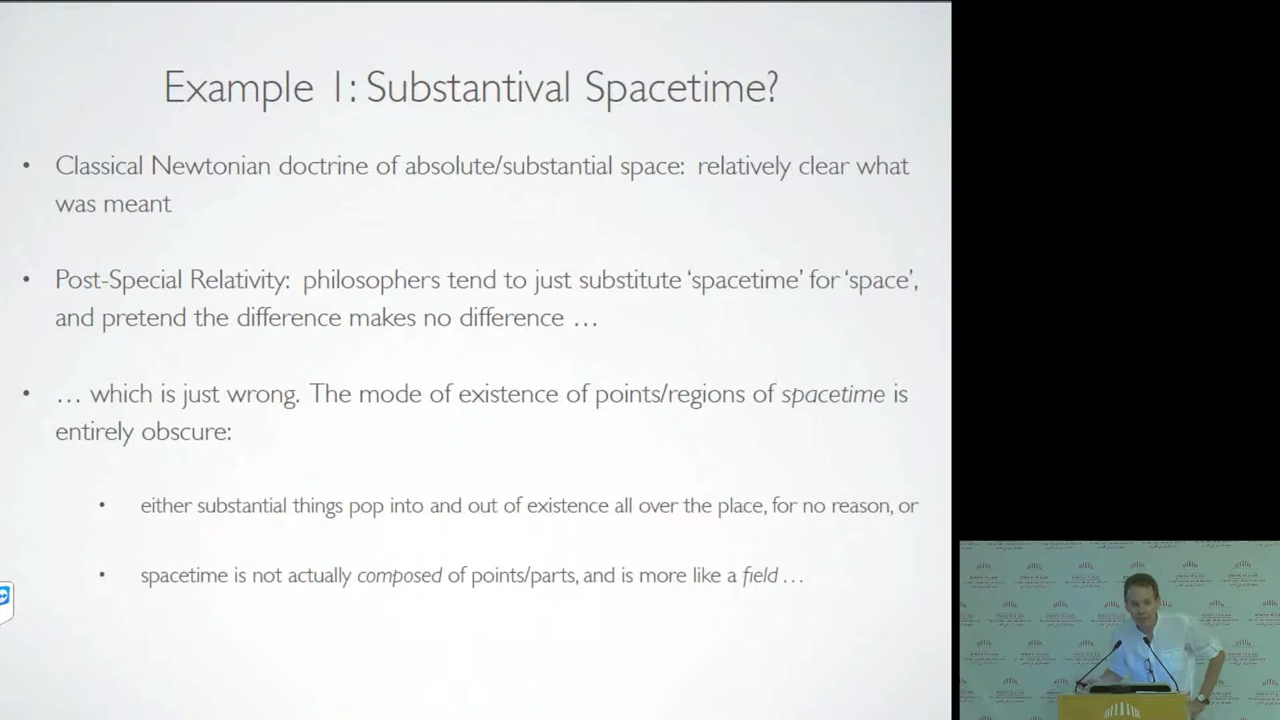 Example 1: Substantival Spacetime?
• Classical Newtonian doctrine of absolute/substantial space: relatively clear what
was meant
• Post-Special Relativity: philosophers tend to just substitute ‘spacetime’ for ‘space’,
and pretend the difference makes no difference …
• … which is just wrong. The mode of existence of points/regions of spacetime is
entirely obscure:
• either substantial things pop into and out of existence all over the place, for no reason, or
• spacetime is not actually composed of points/parts, and is more like a field …